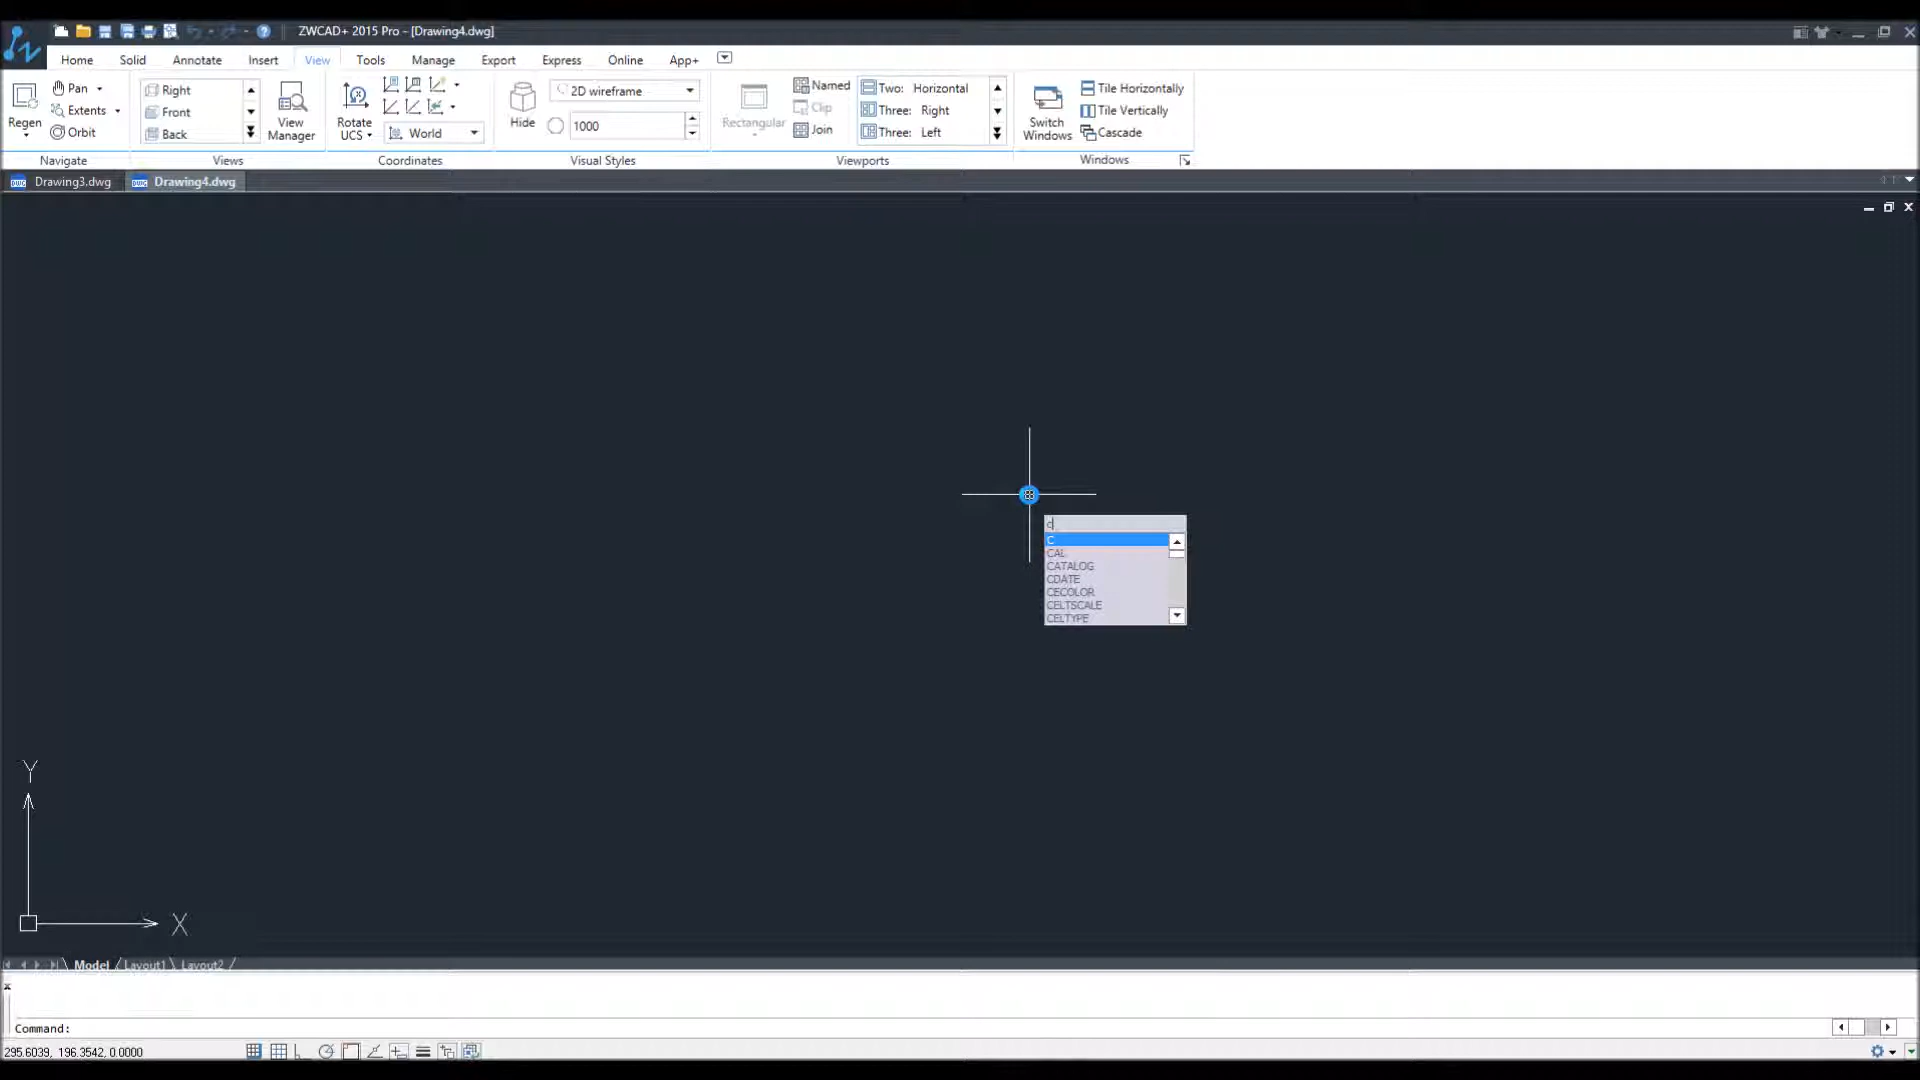 ZWCAD+ 2015 Pro - [Drawing4.dwg]
Home Solid Annotate Insert View Tools Manage Export Express Online App+
Regen
Pan
Extents
Orbit
Navigate
Right
Front
Back
View
Manager
Views
Rotate
UCS
World
Coordinates
Hide
2D wireframe
1000
Visual Styles
Rectangular
Named
Clip
Join
Two: Horizontal
Three: Right
Three: Left
Viewports
Switch
Windows
Tile Horizontally
Tile Vertically
Cascade
Windows
Drawing3.dwg Drawing4.dwg
c
C
CAL
CATALOG
CDATE
CECOLOR
CELTSCALE
CELTYPE
Y
X
Model Layout1 Layout2
Command:
295.6039, 196.3542, 0.0000